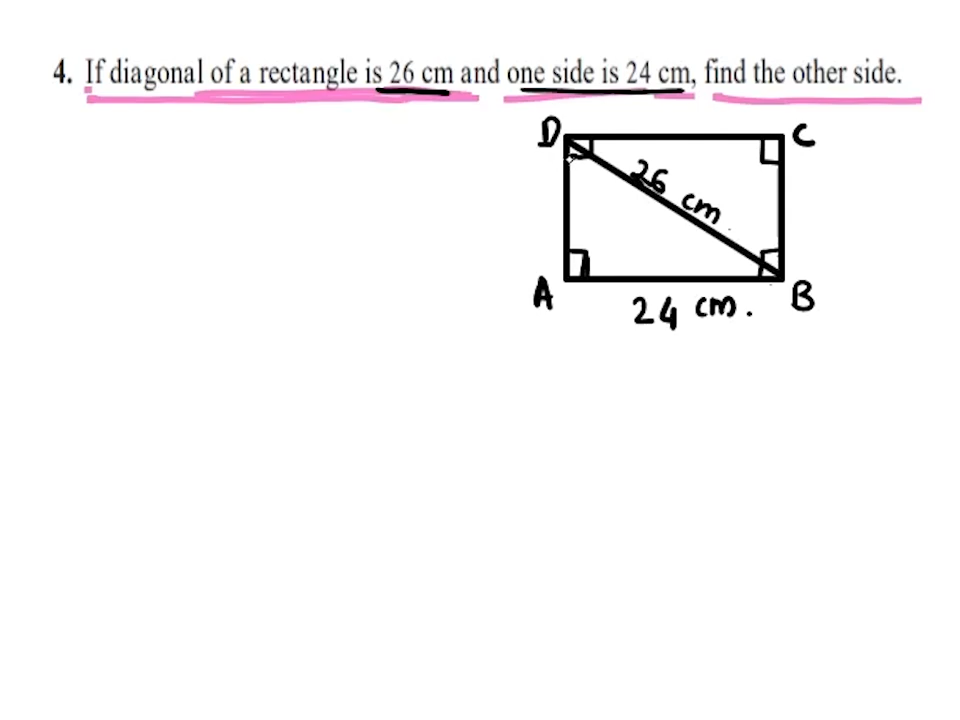 4. If diagonal of a rectangle is 26 cm and one side is 24 cm, find the other side.
D C
26 cm
A B
24 cm.